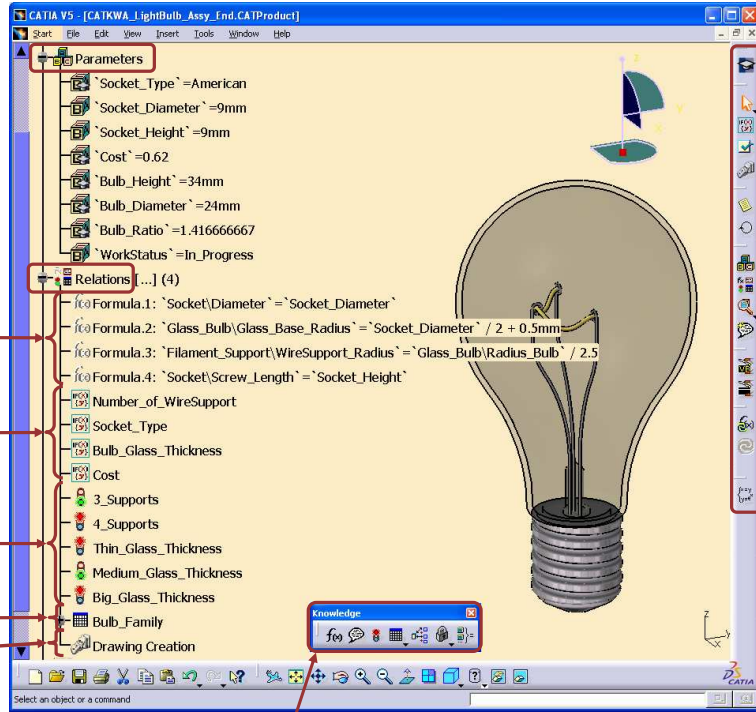 CATIA V5 - [CATKWA_LightBulb_Assy_End.CATProduct]
Start File Edit View Insert Tools Window Help
Parameters
`Socket_Type`=American
`Socket_Diameter`=9mm
`Socket_Height`=9mm
`Cost`=0.62
`Bulb_Height`=34mm
`Bulb_Diameter`=24mm
`Bulb_Ratio`=1.416666667
`WorkStatus`=In_Progress
Relations [...] (4)
Formula.1: `Socket\Diameter`=`Socket_Diameter`
Formula.2: `Glass_Bulb\Glass_Base_Radius`=`Socket_Diameter` / 2 + 0.5mm
Formula.3: `Filament_Support\WireSupport_Radius`=`Glass_Bulb\Radius_Bulb` / 2.5
Formula.4: `Socket\Screw_Length`=`Socket_Height`
Number_of_WireSupport
Socket_Type
Bulb_Glass_Thickness
Cost
3_Supports
4_Supports
Thin_Glass_Thickness
Medium_Glass_Thickness
Big_Glass_Thickness
Bulb_Family
Drawing Creation
Knowledge
z
y
x
z
x
CATIA
Select an object or a command